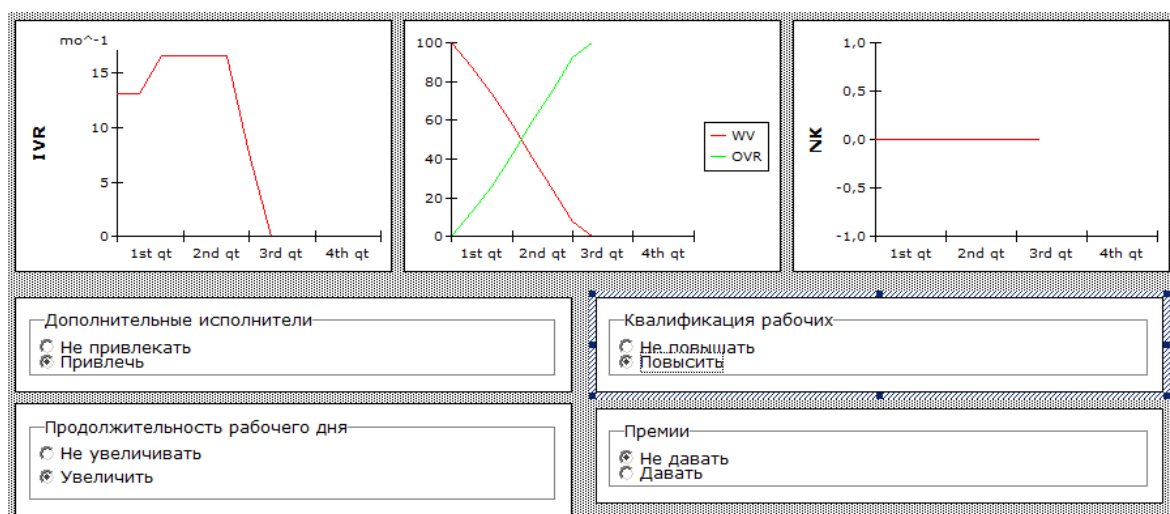 mo^-1
15
10
5
0
IVR
1st qt 2nd qt 3rd qt 4th qt
100
80
60
40
20
0
WV
OVR
1st qt 2nd qt 3rd qt 4th qt
1,0
0,5
0,0
-0,5
-1,0
NK
1st qt 2nd qt 3rd qt 4th qt
Дополнительные исполнители
Не привлекать
Привлечь
Квалификация рабочих
Не повышать
Повысить
Продолжительность рабочего дня
Не увеличивать
Увеличить
Премии
Не давать
Давать